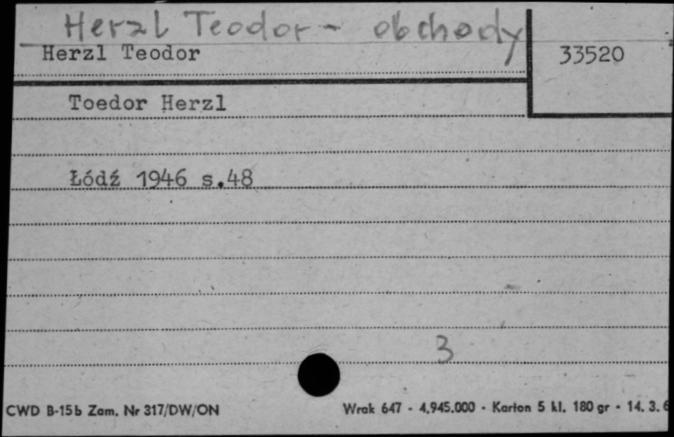 Herzl Teodor - obchody
Herzl Teodor
33520
Toedor Herzl
Łódź 1946 s.48
3
CWD B-15b Zam. Nr 317/DW/ON
Wrak 647 - 4.945.000 - Karton 5 kl. 180 gr - 14. 3. 6